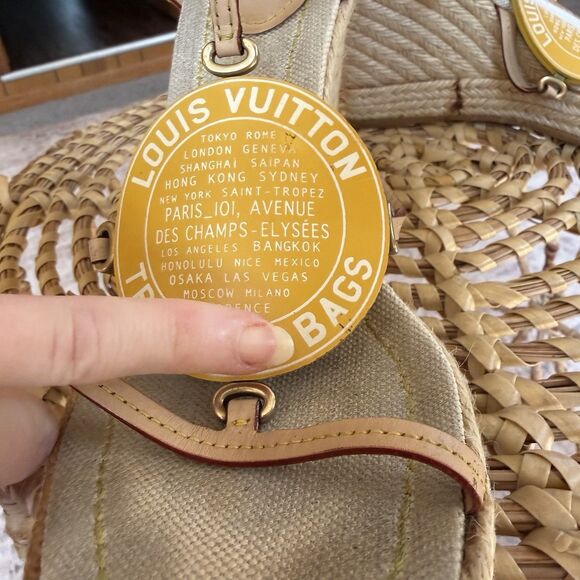 LOUIS VUITTON
TOKYO ROME
LONDON GENEVA
SHANGHAI SAIPAN
HONG KONG SYDNEY
NEW YORK SAINT-TROPEZ
PARIS_101, AVENUE
DES CHAMPS-ELYSÉES
LOS ANGELES BANGKOK
HONOLULU NICE MEXICO
OSAKA LAS VEGAS
MOSCOW MILANO
BAGS
LOUIS